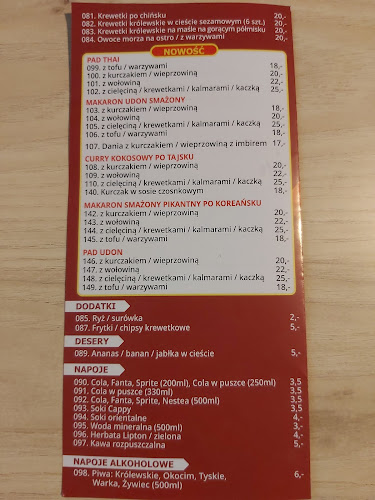 081. Krewetki po chińsku 20,-
082. Krewetki królewskie w cieście sezamowym (6 szt.) 20,-
083. Krewetki królewskie na maśle na gorącym półmisku 20,-
084. Owoce morza na ostro / z warzywami 20,-
NOWOŚĆ
PAD THAI
099. z tofu / warzywami 18,-
100. z kurczakiem / wieprzowiną 20,-
101. z wołowiną 22,-
102. z cielęciną / krewetkami / kalmarami / kaczką 25,-
MAKARON UDON SMAŻONY
103. z kurczakiem / wieprzowiną 18,-
104. z wołowiną 20,-
105. z cielęciną / krewetkami / kalmarami / kaczką 25,-
106. z tofu / warzywami 18,-
107. Dania z kurczakiem / wieprzowiną z imbirem 17,-
CURRY KOKOSOWY PO TAJSKU
108. z kurczakiem / wieprzowiną 20,-
109. z wołowiną 22,-
110. z cielęciną / krewetkami / kalmarami / kaczką 25,-
140. Kurczak w sosie czosnkowym 18,-
MAKARON SMAŻONY PIKANTNY PO KOREAŃSKU
142. z kurczakiem / wieprzowiną 20,-
143. z wołowiną 22,-
144. z cielęciną / krewetkami / kalmarami / kaczką 25,-
145. z tofu / warzywami 18,-
PAD UDON
146. z kurczakiem / wieprzowiną 20,-
147. z wołowiną 22,-
148. z cielęciną / krewetkami / kalmarami / kaczką 25,-
149. z tofu / warzywami 18,-
DODATKI
085. Ryż / surówka 2,-
087. Frytki / chipsy krewetkowe 5,-
DESERY
089. Ananas / banan / jabłka w cieście 5,-
NAPOJE
090. Cola, Fanta, Sprite (200ml), Cola w puszce (250ml) 3,5
091. Cola w puszce (330ml) 3,5
092. Cola, Fanta, Sprite, Nestea (500ml) 3,5
093. Soki Cappy 3,5
094. Soki orientalne 4,-
095. Woda mineralna (500ml) 3,-
096. Herbata Lipton / zielona 4,-
097. Kawa rozpuszczalna 5,-
NAPOJE ALKOHOLOWE
098. Piwa: Królewskie, Okocim, Tyskie, 6,-
Warka, Żywiec (500ml)